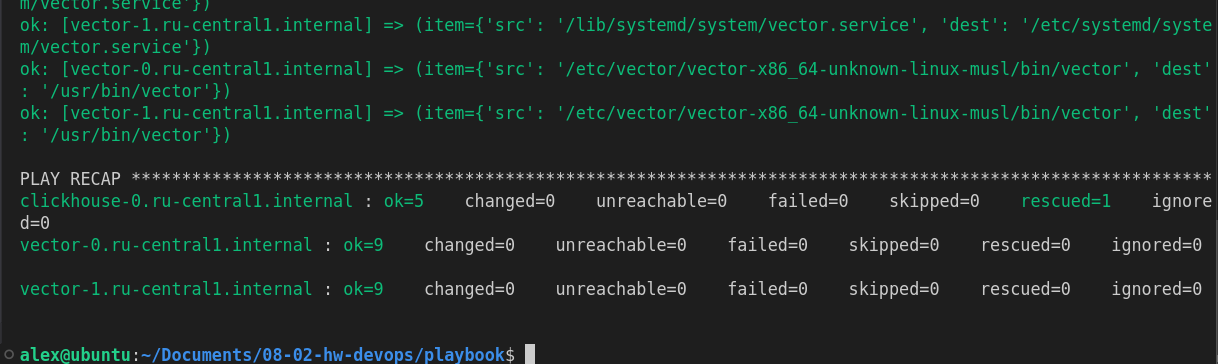 m/vector.service'})
ok: [vector-1.ru-central1.internal] => (item={'src': '/lib/systemd/system/vector.service', 'dest': '/etc/systemd/syste
m/vector.service'})
ok: [vector-0.ru-central1.internal] => (item={'src': '/etc/vector/vector-x86_64-unknown-linux-musl/bin/vector', 'dest'
: '/usr/bin/vector'})
ok: [vector-1.ru-central1.internal] => (item={'src': '/etc/vector/vector-x86_64-unknown-linux-musl/bin/vector', 'dest'
: '/usr/bin/vector'})
PLAY RECAP ***********************************************************************************************************
clickhouse-0.ru-central1.internal : ok=5    changed=0    unreachable=0    failed=0    skipped=0    rescued=1    ignore
d=0
vector-0.ru-central1.internal : ok=9    changed=0    unreachable=0    failed=0    skipped=0    rescued=0    ignored=0
vector-1.ru-central1.internal : ok=9    changed=0    unreachable=0    failed=0    skipped=0    rescued=0    ignored=0
alex@ubuntu:~/Documents/08-02-hw-devops/playbook$